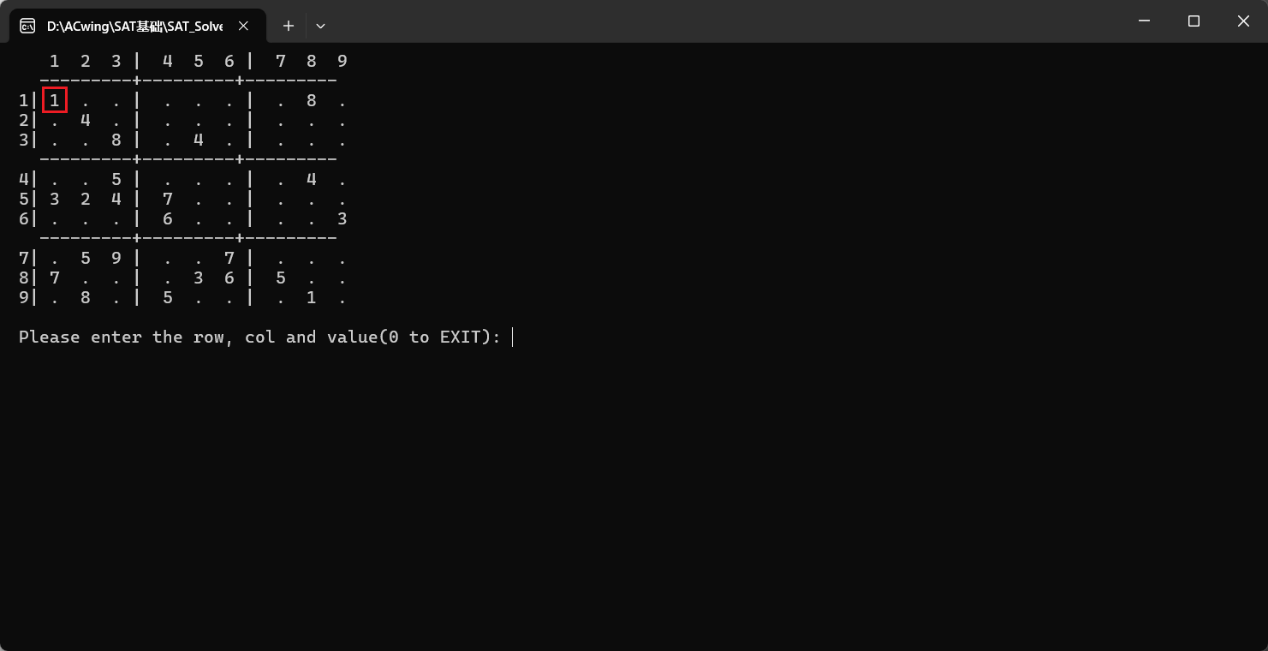 D:\ACwing\SAT基础\SAT_Solve
1 2 3 | 4 5 6 | 7 8 9
---------+---------+---------
1| 1 . . | . . . | . 8 .
2| . 4 . | . . . | . . .
3| . . 8 | . 4 . | . . .
---------+---------+---------
4| . . 5 | . . . | . 4 .
5| 3 2 4 | 7 . . | . . .
6| . . . | 6 . . | . . 3
---------+---------+---------
7| . 5 9 | . . 7 | . . .
8| 7 . . | . 3 6 | 5 . .
9| . 8 . | 5 . . | . 1 .
Please enter the row, col and value(0 to EXIT):